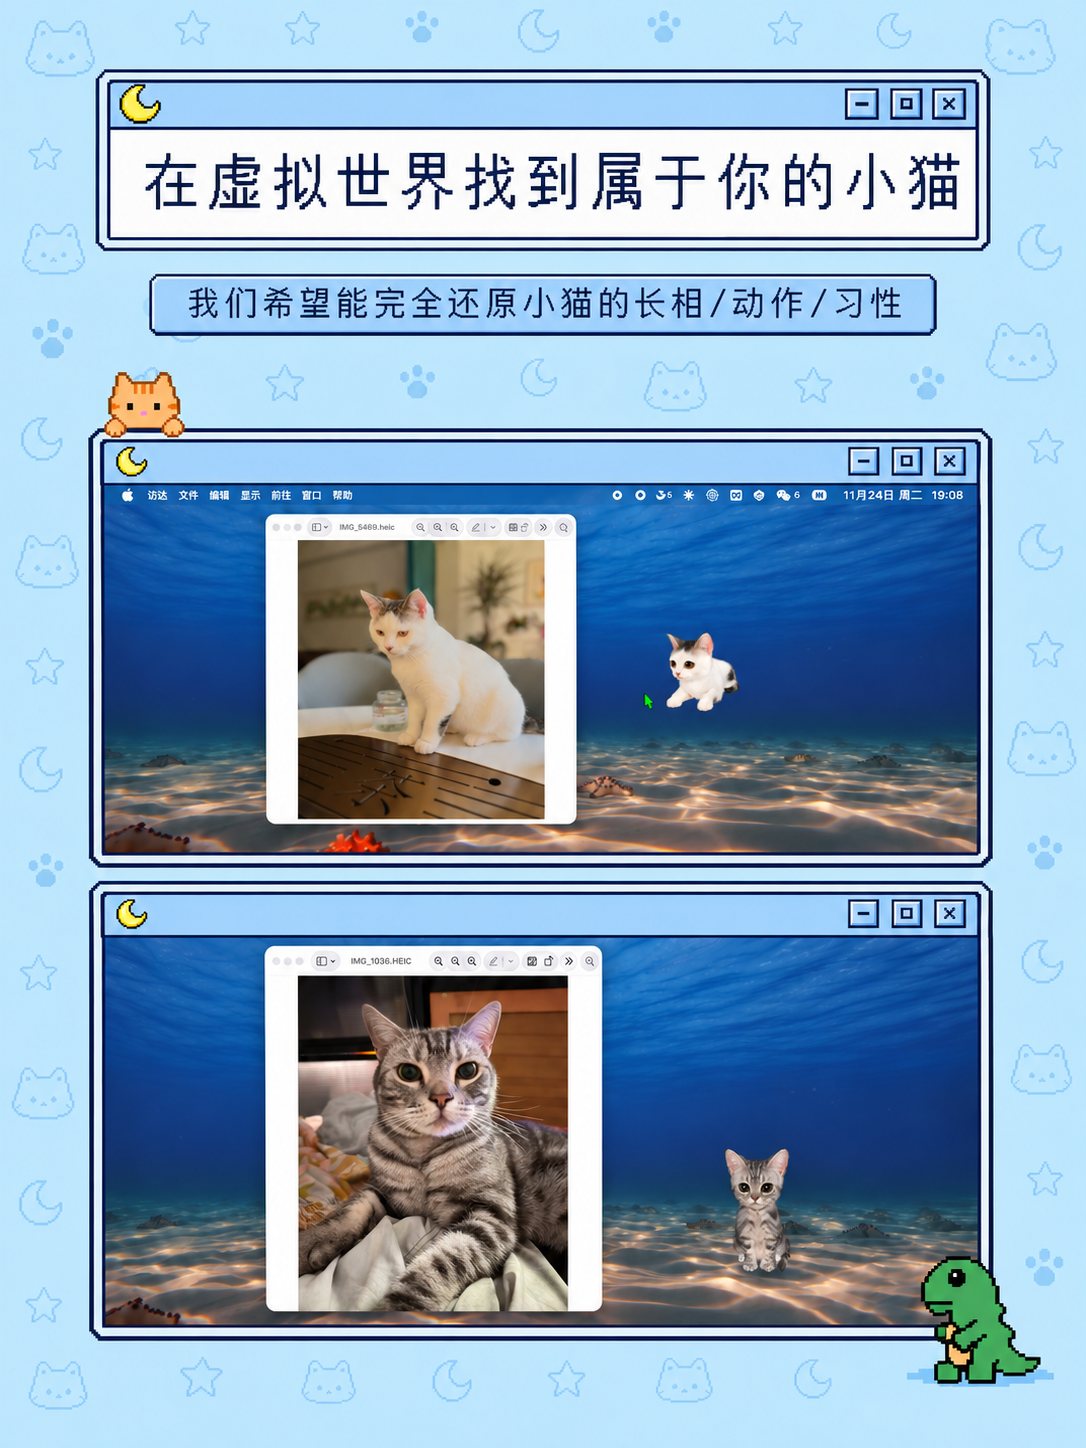 在虚拟世界找到属于你的小猫
我们希望能完全还原小猫的长相/动作/习性
访达 文件 编辑 显示 前往 窗口 帮助 6 6 11月24日 周二 19:08
IMG_5489.heic
IMG_1036.HEIC